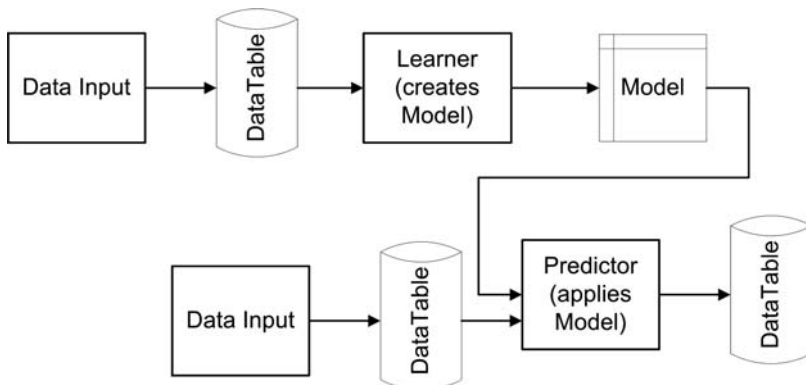 Data Input
DataTable
Learner
(creates
Model)
Model
Data Input
DataTable
Predictor
(applies
Model)
DataTable